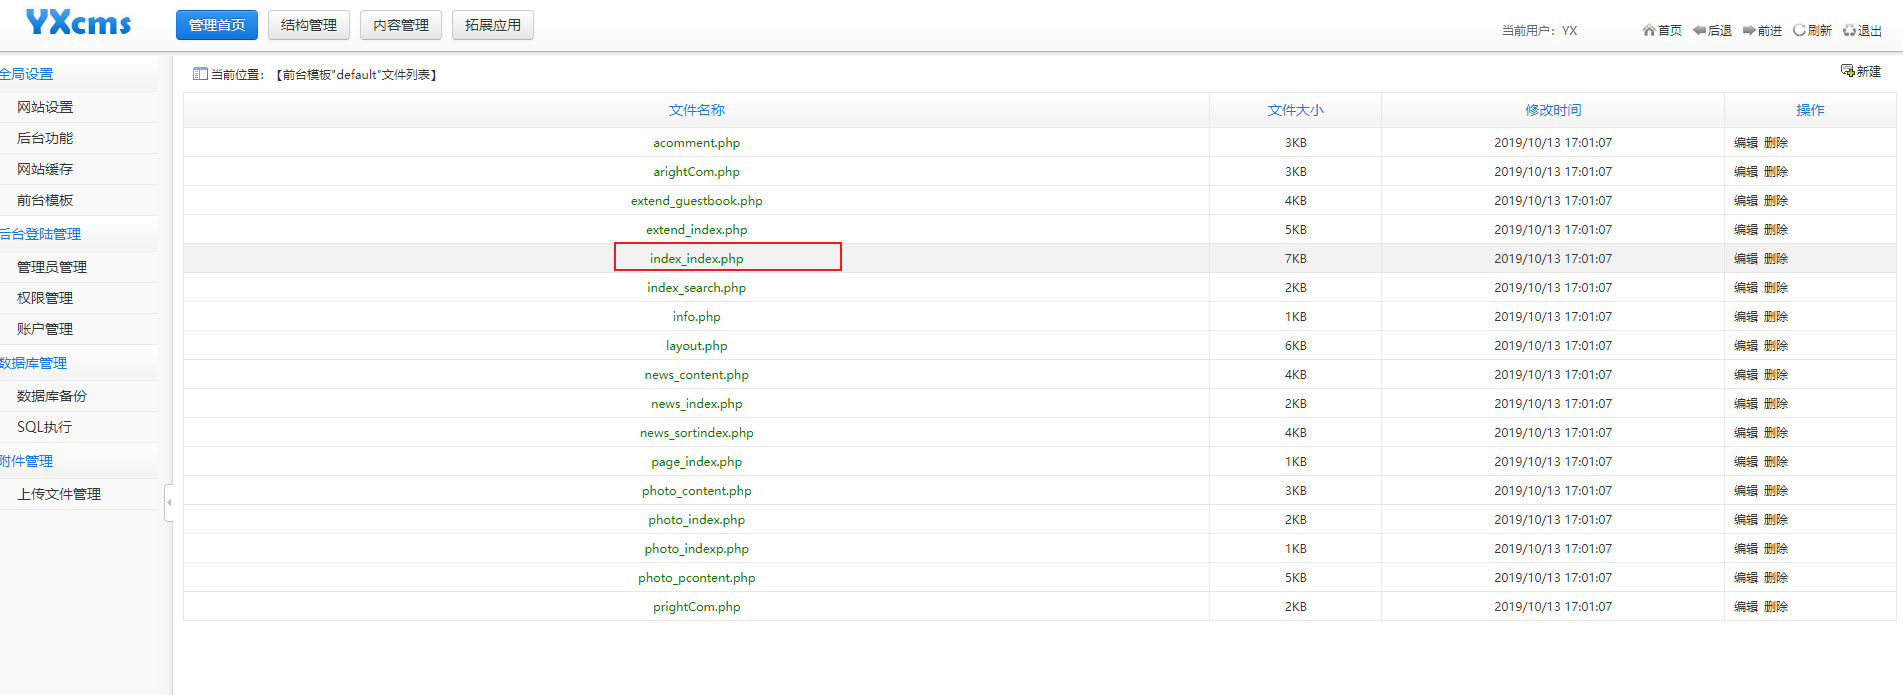 YXcms 管理首页 结构管理 内容管理 拓展应用 当前用户：YX 首页 后退 前进 刷新 退出
全局设置
网站设置
后台功能
网站缓存
前台模板
后台登陆管理
管理员管理
权限管理
账户管理
数据库管理
数据库备份
SQL执行
附件管理
上传文件管理
当前位置：【前台模板"default"文件列表】 新建
文件名称 文件大小 修改时间 操作
acomment.php 3KB 2019/10/13 17:01:07 编辑 删除
arightCom.php 3KB 2019/10/13 17:01:07 编辑 删除
extend_guestbook.php 4KB 2019/10/13 17:01:07 编辑 删除
extend_index.php 5KB 2019/10/13 17:01:07 编辑 删除
index_index.php 7KB 2019/10/13 17:01:07 编辑 删除
index_search.php 2KB 2019/10/13 17:01:07 编辑 删除
info.php 1KB 2019/10/13 17:01:07 编辑 删除
layout.php 6KB 2019/10/13 17:01:07 编辑 删除
news_content.php 4KB 2019/10/13 17:01:07 编辑 删除
news_index.php 2KB 2019/10/13 17:01:07 编辑 删除
news_sortindex.php 4KB 2019/10/13 17:01:07 编辑 删除
page_index.php 1KB 2019/10/13 17:01:07 编辑 删除
photo_content.php 3KB 2019/10/13 17:01:07 编辑 删除
photo_index.php 2KB 2019/10/13 17:01:07 编辑 删除
photo_indexp.php 1KB 2019/10/13 17:01:07 编辑 删除
photo_pcontent.php 5KB 2019/10/13 17:01:07 编辑 删除
prightCom.php 2KB 2019/10/13 17:01:07 编辑 删除